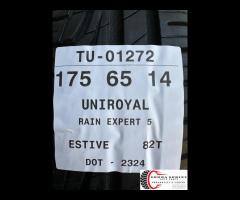 TU-01272
175 65 14
UNIROYAL
RAIN EXPERT 5
ESTIVE 82T
DOT - 2324